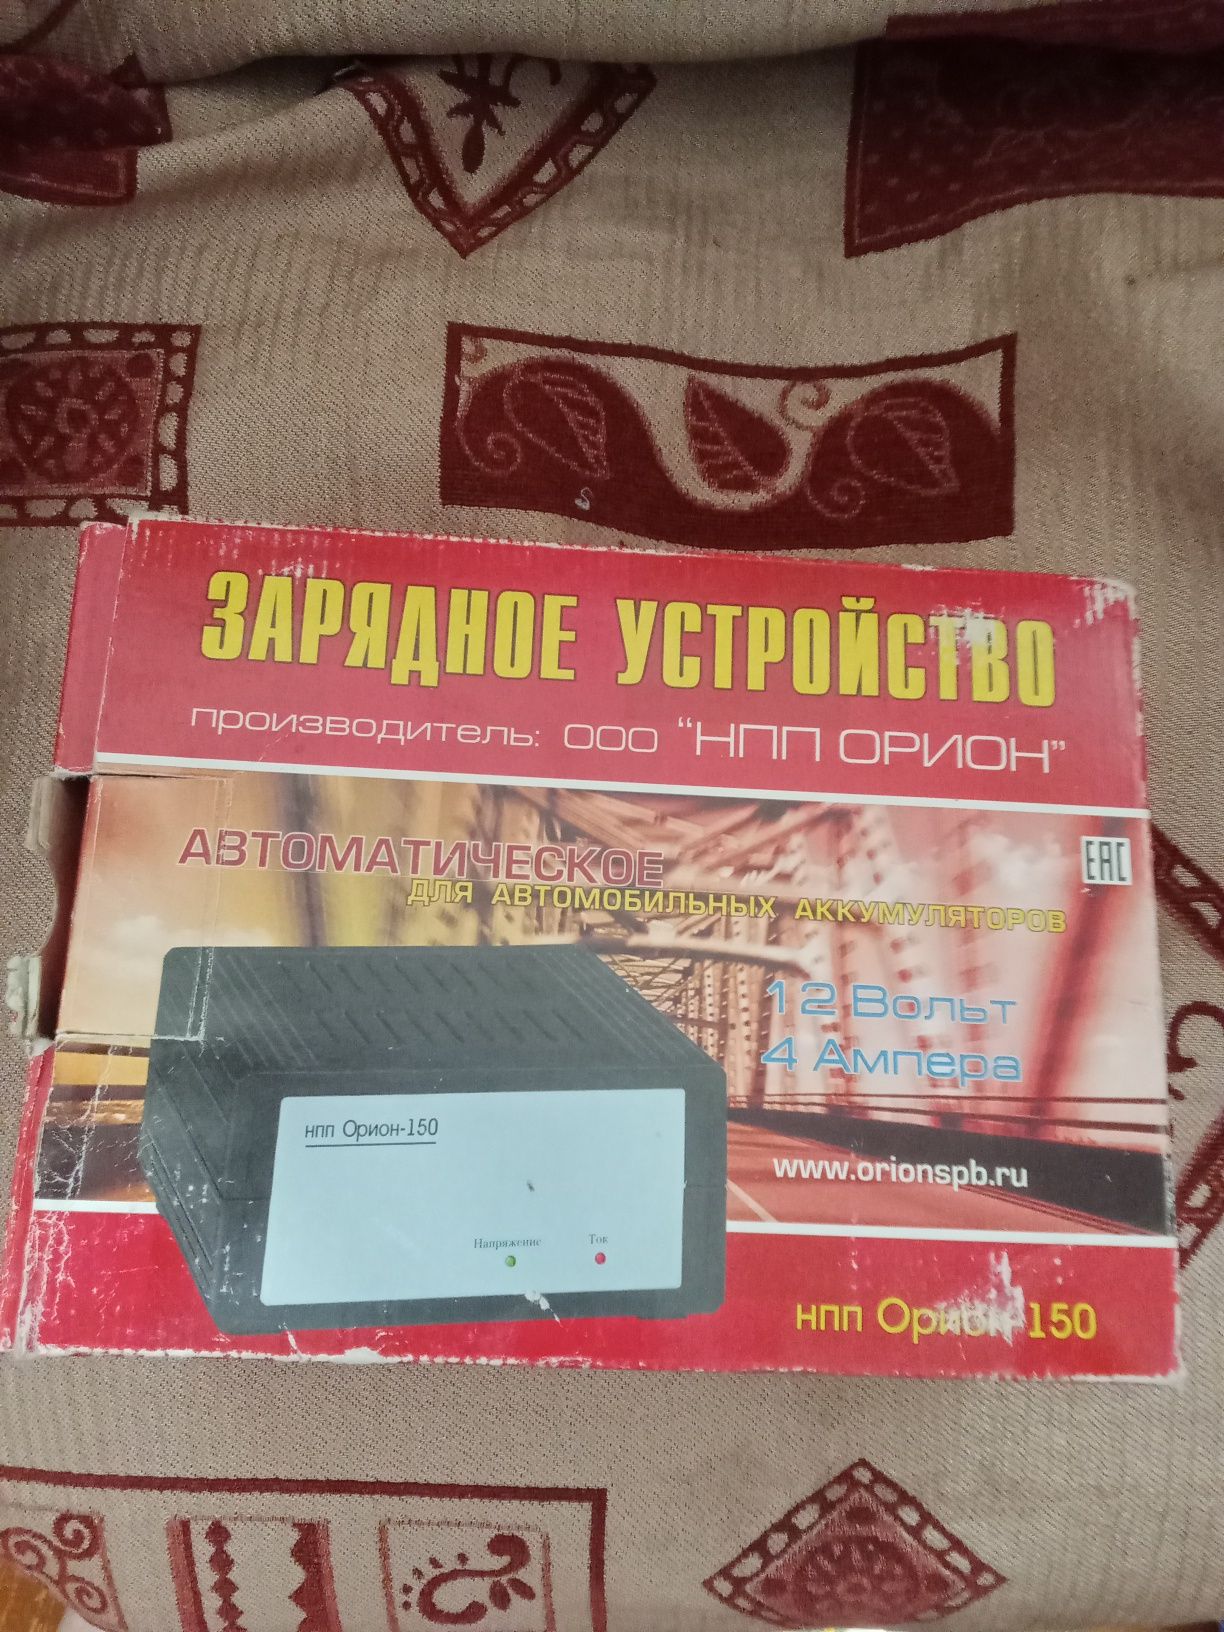 ЗАРЯДНОЕ УСТРОЙСТВО
производитель: ООО "НПП ОРИОН"
АВТОМАТИЧЕСКОЕ
ДЛЯ АВТОМОБИЛЬНЫХ АККУМУЛЯТОРОВ
EAC
12 Вольт
4 Ампера
нпп Орион-150
www.orionspb.ru
Напряжение Ток
нпп Орион-150